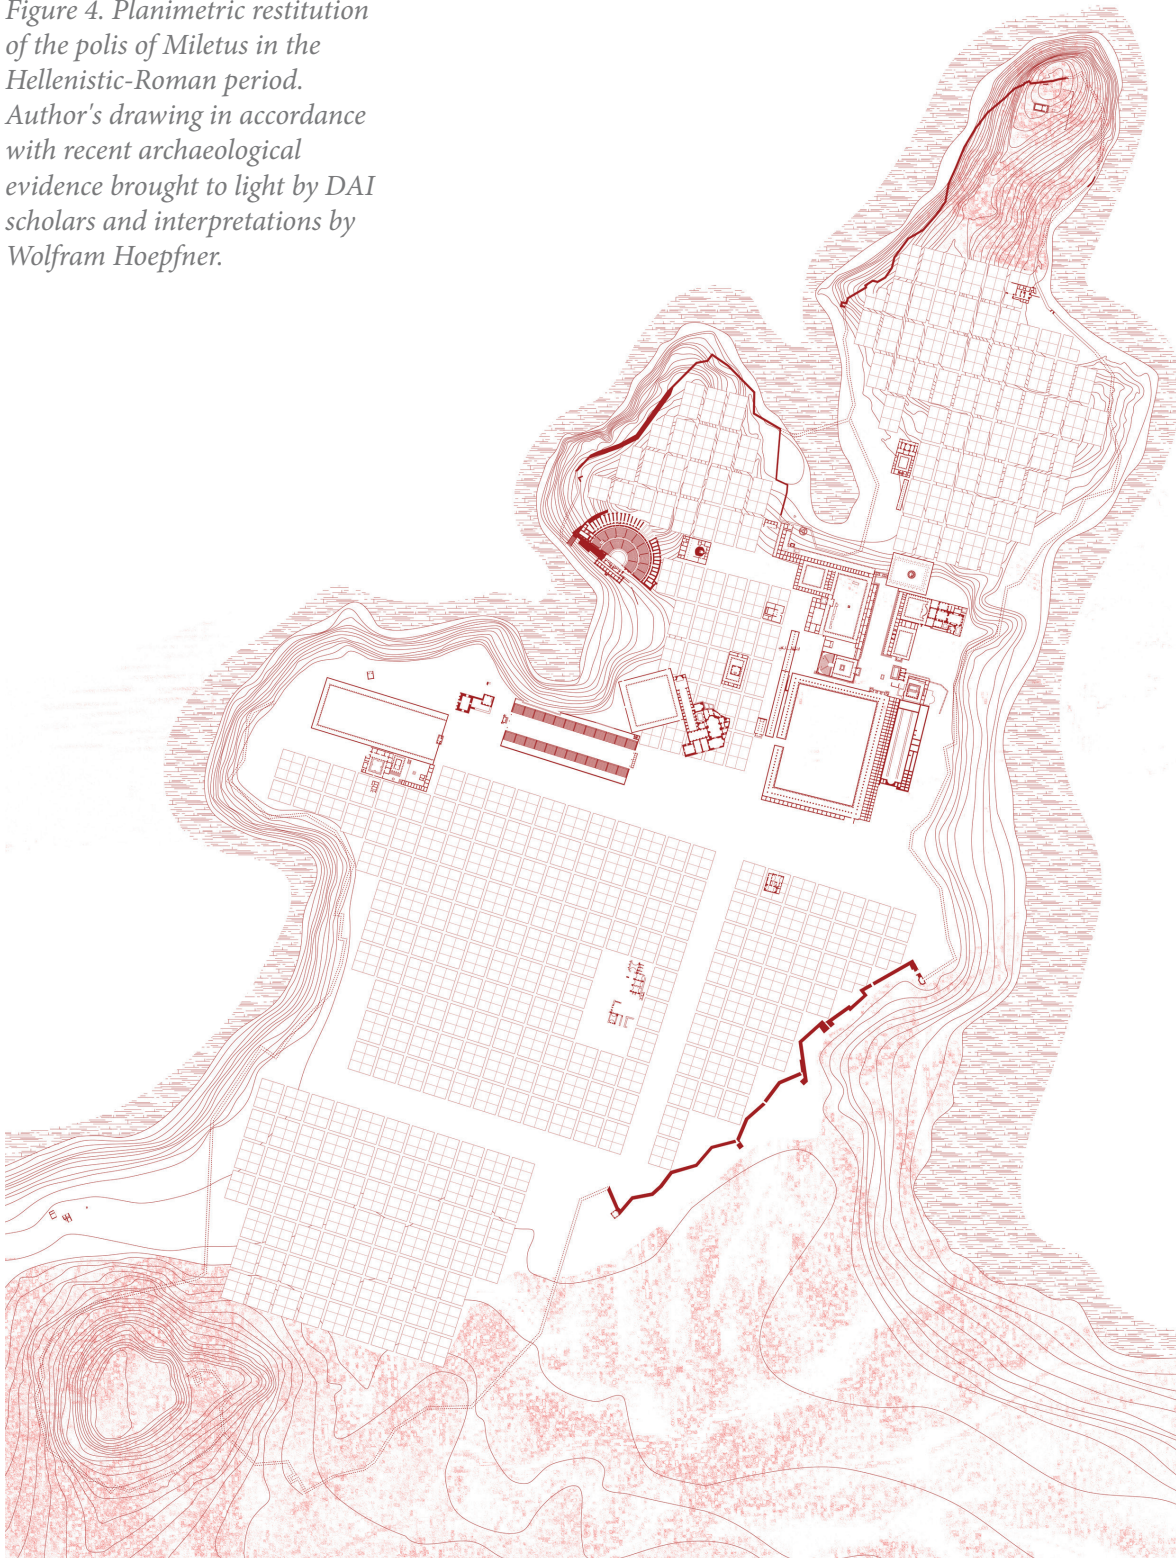 Figure 4. Planimetric restitution
of the polis of Miletus in the
Hellenistic-Roman period.
Author's drawing in accordance
with recent archaeological
evidence brought to light by DAI
scholars and interpretations by
Wolfram Hoepfner.